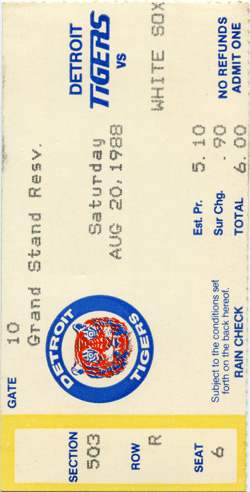 DETROIT
TIGERS
VS
WHITE SOX
Saturday
AUG 20,1988
Grand Stand Resv.
GATE 10
NO REFUNDS
ADMIT ONE
Est. Pr. 5.10
Sur Chg. .90
TOTAL 6.00
Subject to the conditions set
forth on the back hereof.
RAIN CHECK
DETROIT TIGERS
SECTION 503
ROW R
SEAT 6